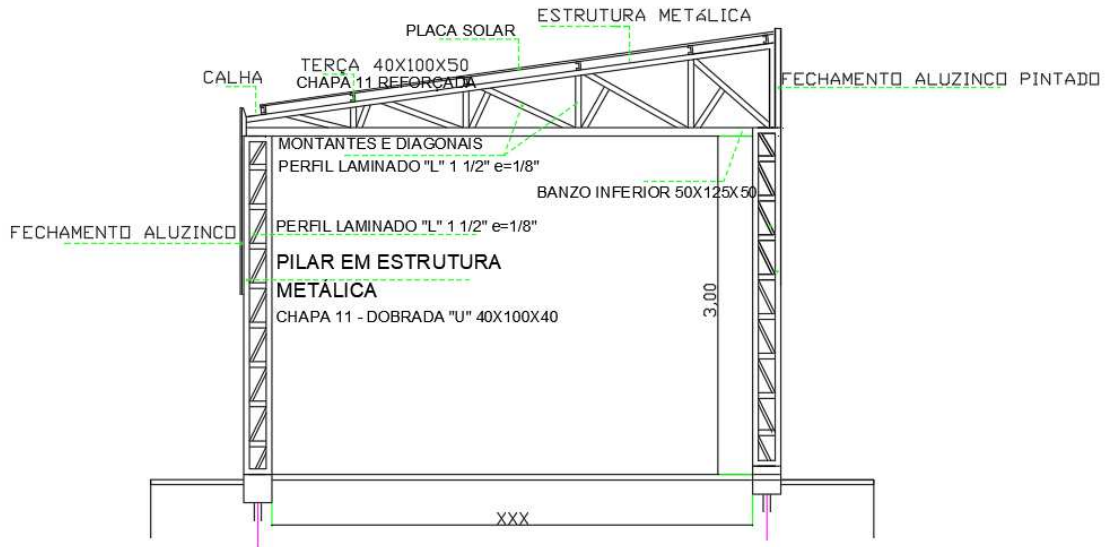 ESTRUTURA METÁLICA
PLACA SOLAR
TERÇA 40X100X50
CALHA
CHAPA 11 REFORÇADA
FECHAMENTO ALUZINCO PINTADO
MONTANTES E DIAGONAIS
PERFIL LAMINADO "L" 1 1/2" e=1/8"
BANZO INFERIOR 50X125X50
PERFIL LAMINADO "L" 1 1/2" e=1/8"
FECHAMENTO ALUZINCO
PILAR EM ESTRUTURA
METÁLICA
CHAPA 11 - DOBRADA "U" 40X100X40
3,00
XXX